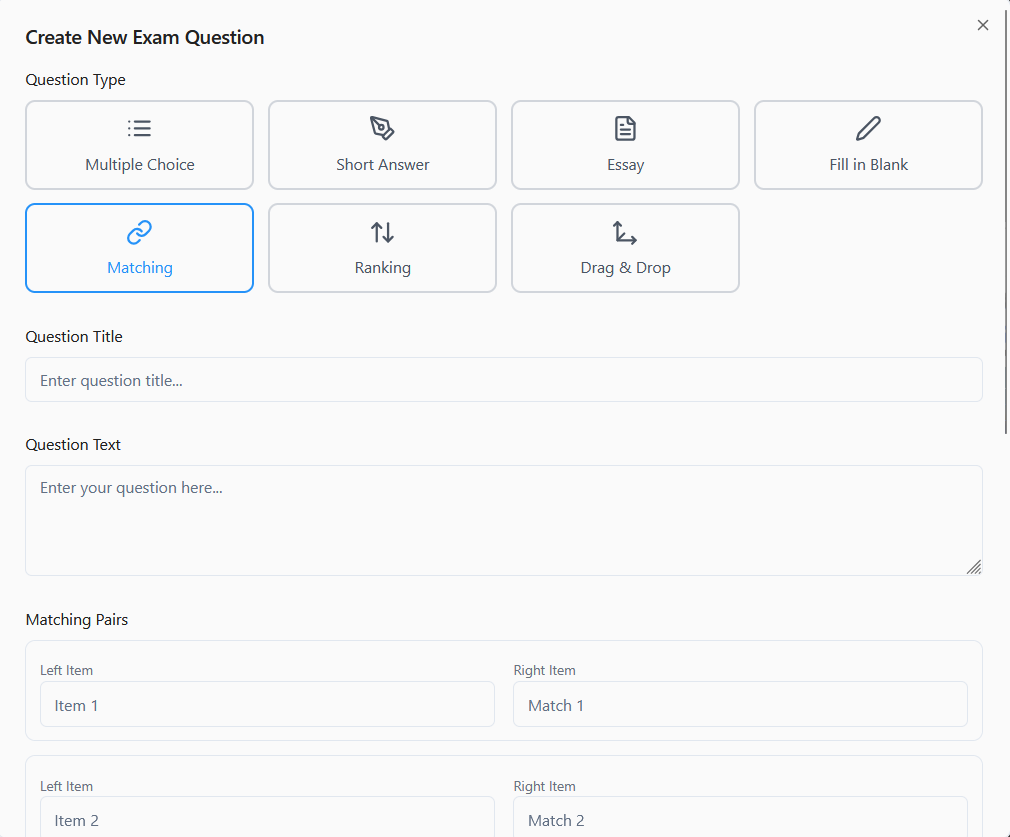 Create New Exam Question
Question Type
Multiple Choice
Short Answer
Essay
Fill in Blank
Matching
Ranking
Drag & Drop
Question Title
Enter question title...
Question Text
Enter your question here...
Matching Pairs
Left Item
Right Item
Item 1
Match 1
Left Item
Right Item
Item 2
Match 2